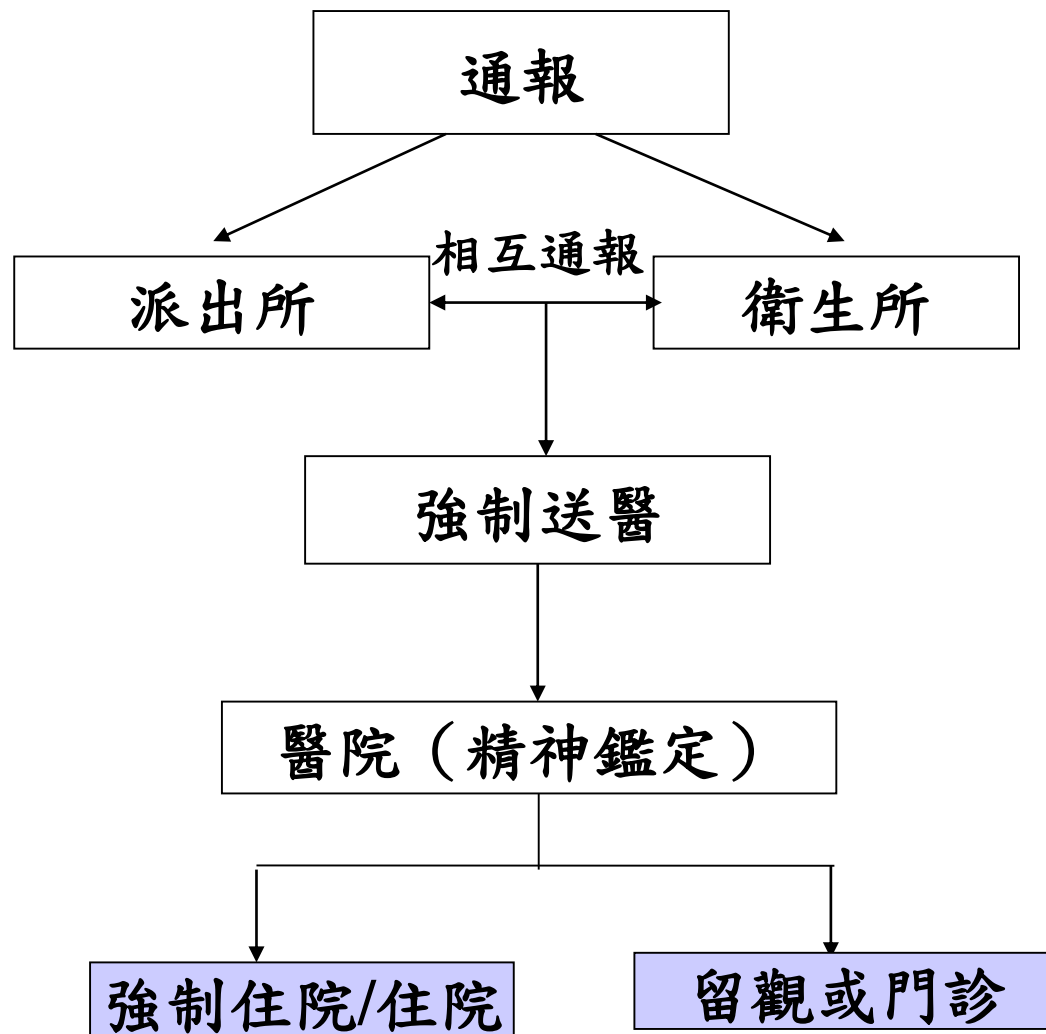 通報
相互通報
派出所
衛生所
強制送醫
醫院（精神鑑定）
強制住院/住院
留觀或門診